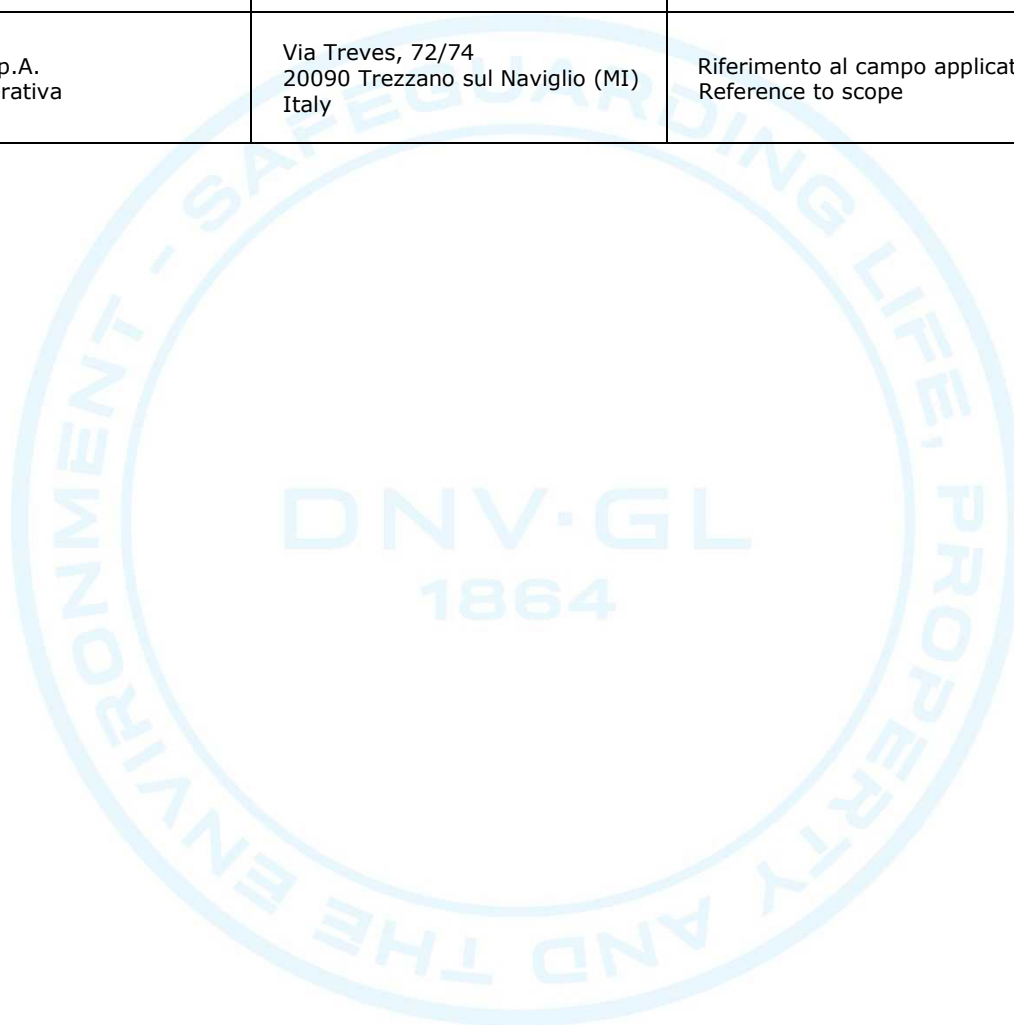 p.A.
rativa
Via Treves, 72/74
20090 Trezzano sul Naviglio (MI)
Italy
Riferimento al campo applicat
Reference to scope
SAFEGUARDING LIFE, PROPERTY AND THE ENVIRONMENT -
DNV·GL
1864